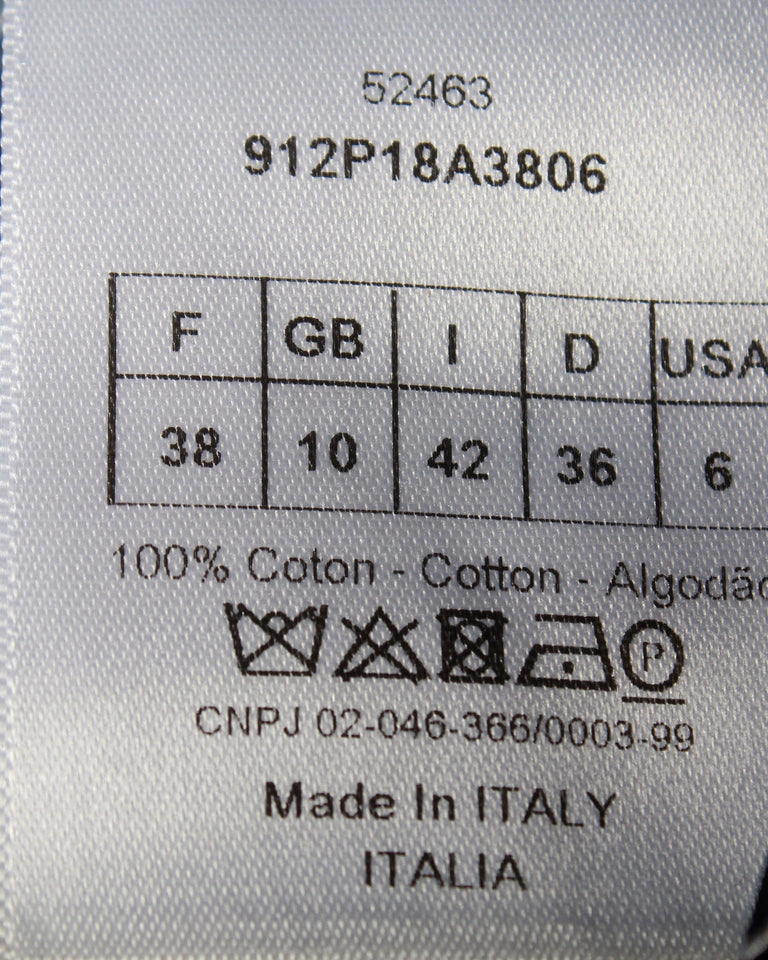 52463
912P18A3806
F GB I D USA
38 10 42 36 6
100% Coton - Cotton - Algodão
P
CNPJ 02-046-366/0003-99
Made In ITALY
ITALIA